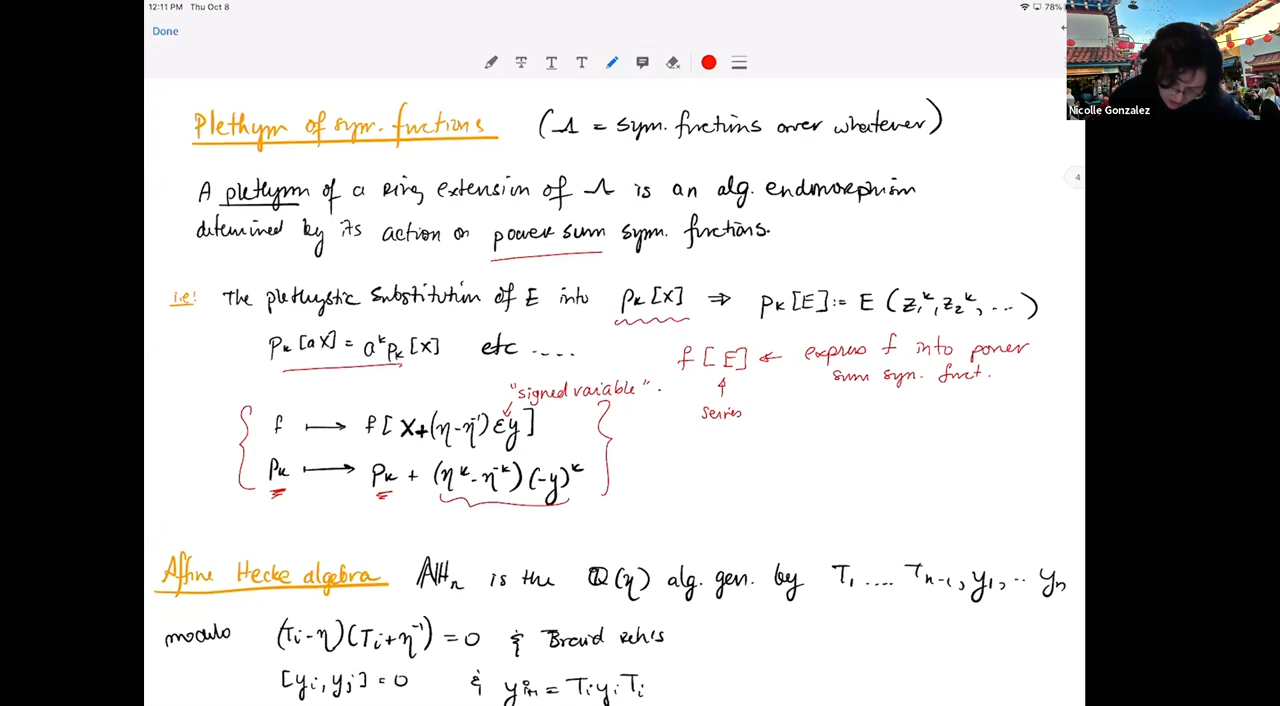 12:11 PM Thu Oct 8
78%
Done
Nicolle Gonzalez
4
Plethysm of sym. functions (Λ = sym. functions over whatever)
A plethysm of a ring extension of Λ is an alg. endomorphism
determined by its action on power sum sym. functions.
i.e: The plethystic substitution of E into p_k[X] ⇒ p_k[E] := E(z_1^k, z_2^k, ...)
p_k[aX] = a^k p_k[X] etc ....
f[E] ← express f into power
sum sym. funct.
↑
series
"signed variable".
f ⟼ f[X+(η-η^{-1})εy]
p_k ⟼ p_k + (η^k - η^{-k})(-y)^k
Affine Hecke algebra AH_n is the Q(η) alg. gen. by T_1 .... T_{n-1}, y_1, .. y_n
modulo (T_i-η)(T_i+η^{-1}) = 0 & Braid rel'ns
[y_i, y_j] = 0 & y_{i+1} = T_i y_i T_i